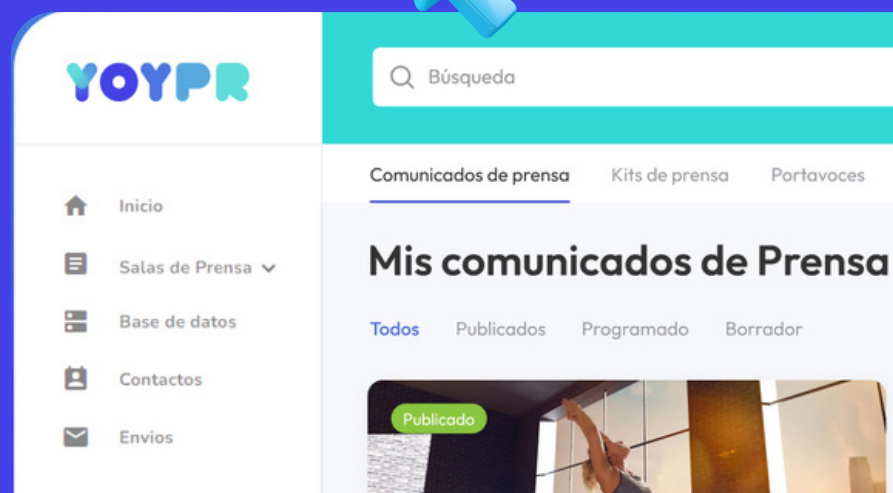 YOYPR
Búsqueda
Inicio
Salas de Prensa
Base de datos
Contactos
Envios
Comunicados de prensa Kits de prensa Portavoces
Mis comunicados de Prensa
Todos Publicados Programado Borrador
Publicado